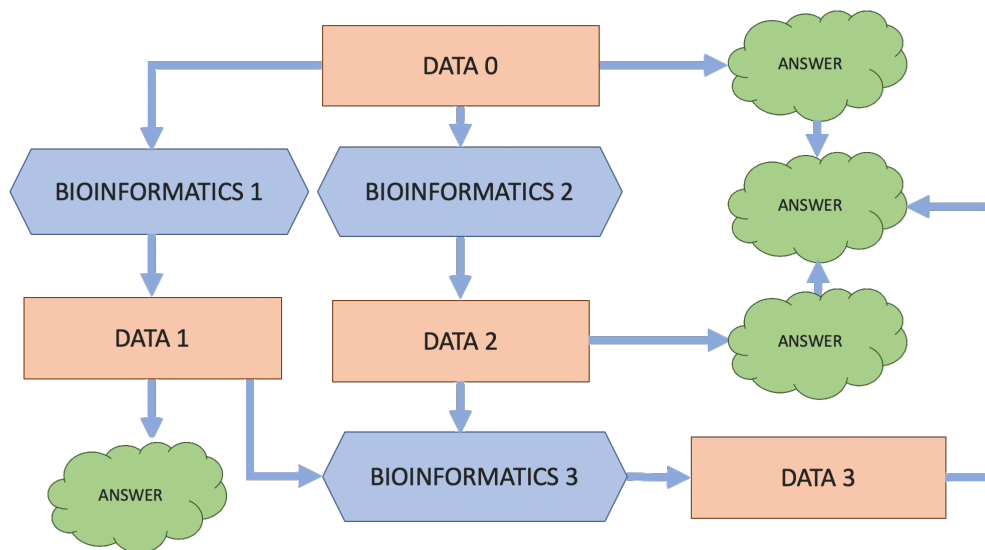 DATA 0
ANSWER
BIOINFORMATICS 1
BIOINFORMATICS 2
ANSWER
DATA 1
DATA 2
ANSWER
ANSWER
BIOINFORMATICS 3
DATA 3